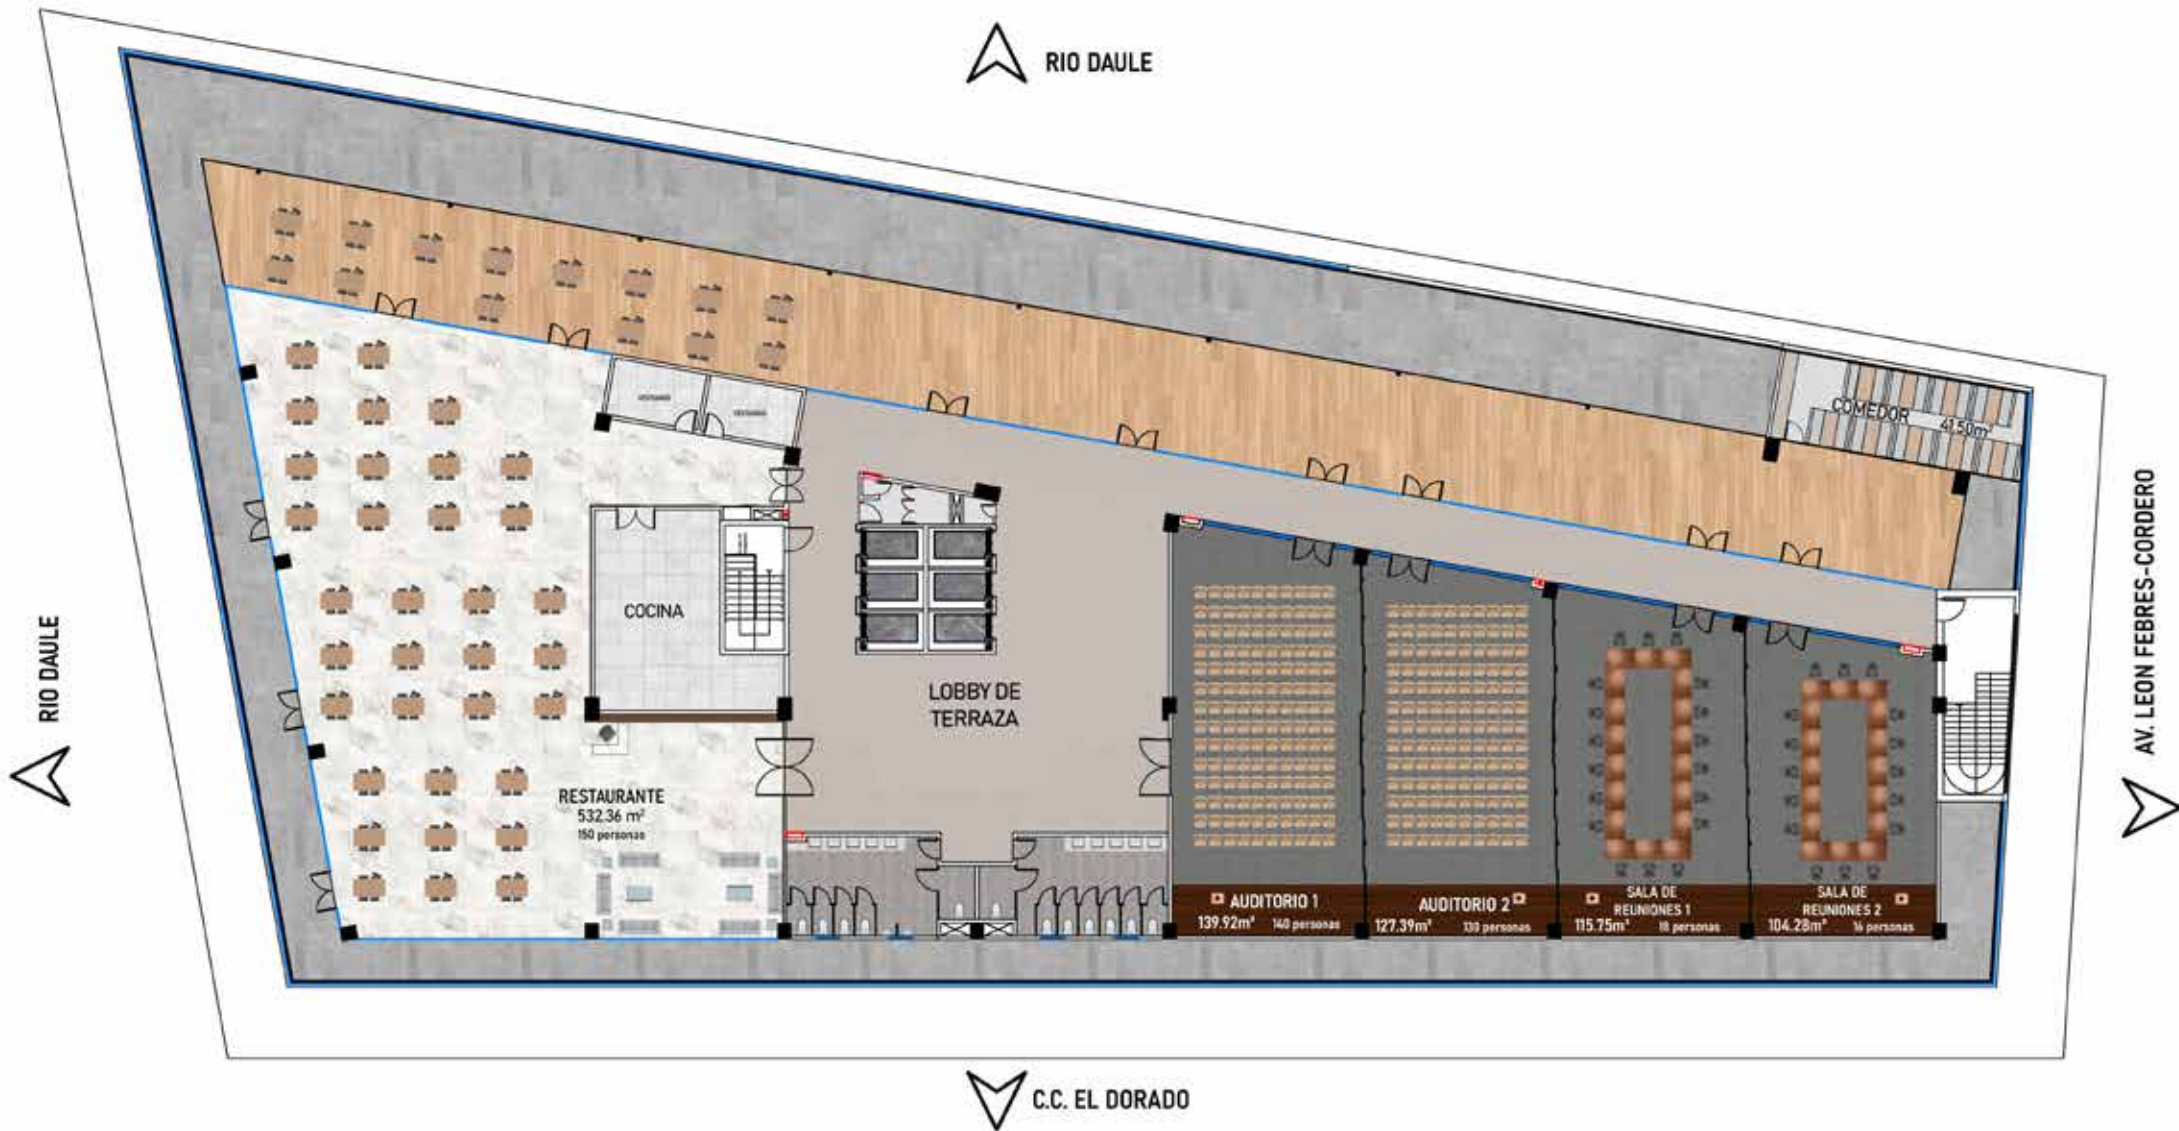 RIO DAULE
COMEDOR 41.50m²
RIO DAULE
AV. LEON FEBRES-CORDERO
COCINA
LOBBY DE
TERRAZA
RESTAURANTE
532.36 m²
150 personas
AUDITORIO 1
139.92m² 140 personas
AUDITORIO 2
127.39m² 130 personas
SALA DE
REUNIONES 1
115.75m² 18 personas
SALA DE
REUNIONES 2
104.28m² 16 personas
C.C. EL DORADO